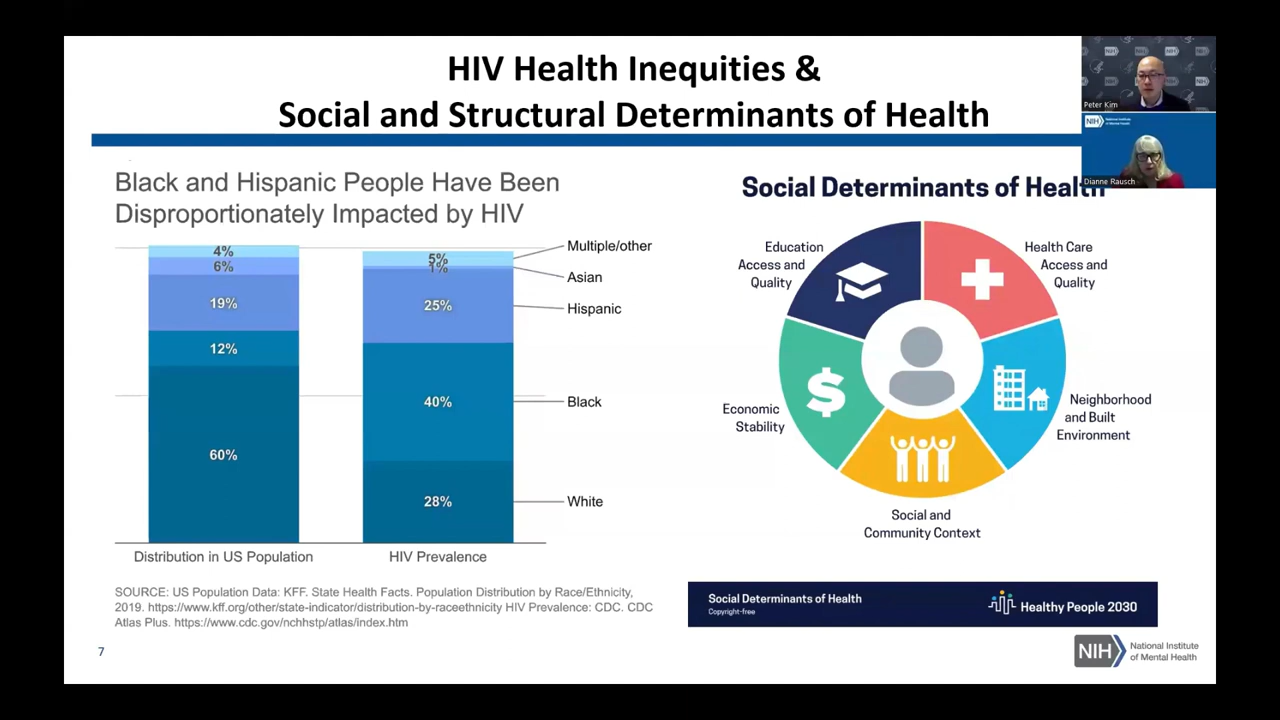 HIV Health Inequities &
Social and Structural Determinants of Health
Peter Kim
NIH
National Institute
of Mental Health
Dianne Rausch
Black and Hispanic People Have Been
Disproportionately Impacted by HIV
4%
6%
19%
12%
60%
5%
1%
25%
40%
28%
Multiple/other
Asian
Hispanic
Black
White
Distribution in US Population
HIV Prevalence
SOURCE: US Population Data: KFF. State Health Facts. Population Distribution by Race/Ethnicity,
2019. https://www.kff.org/other/state-indicator/distribution-by-raceethnicity HIV Prevalence: CDC. CDC
Atlas Plus. https://www.cdc.gov/nchhstp/atlas/index.htm
Social Determinants of Health
Education
Access and
Quality
Health Care
Access and
Quality
$
Economic
Stability
Neighborhood
and Built
Environment
Social and
Community Context
Social Determinants of Health
Copyright-free
Healthy People 2030
7
NIH
National Institute
of Mental Health